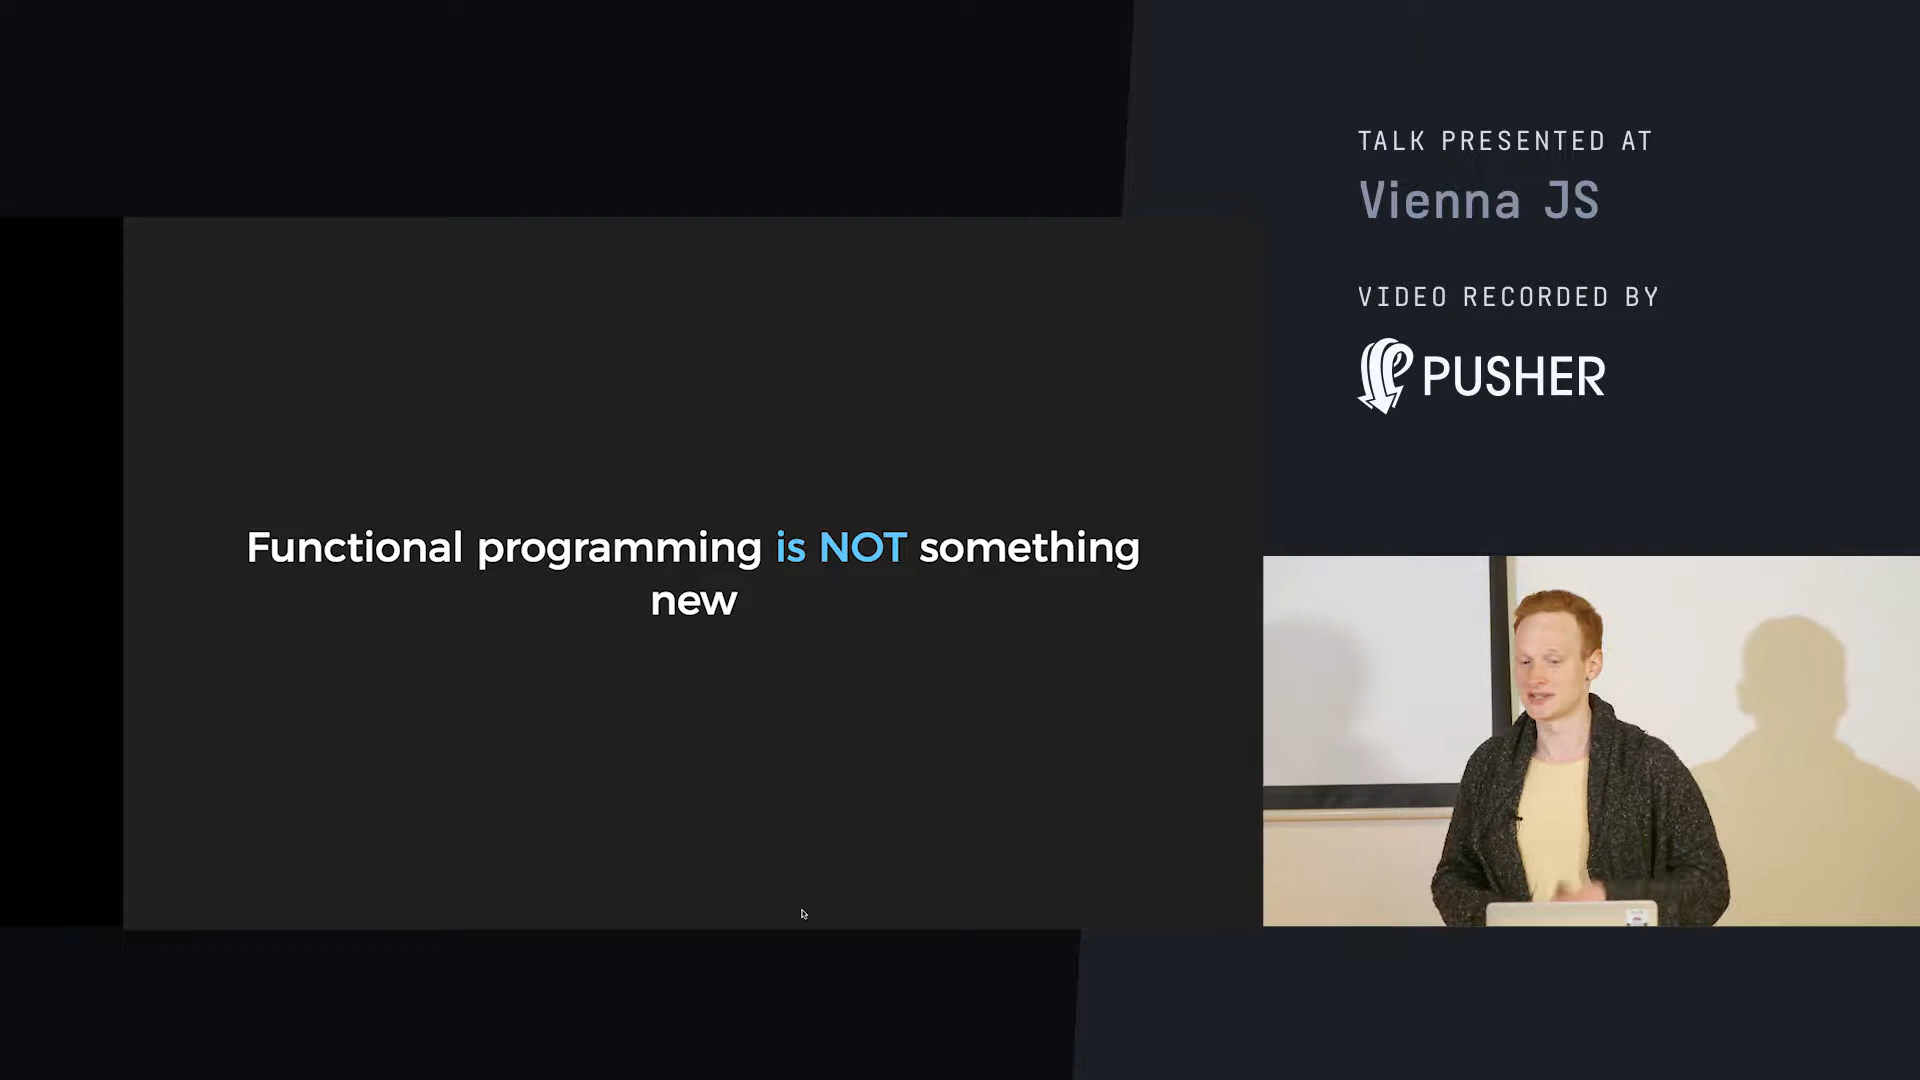 TALK PRESENTED AT
Vienna JS
VIDEO RECORDED BY
PUSHER
Functional programming is NOT something
new